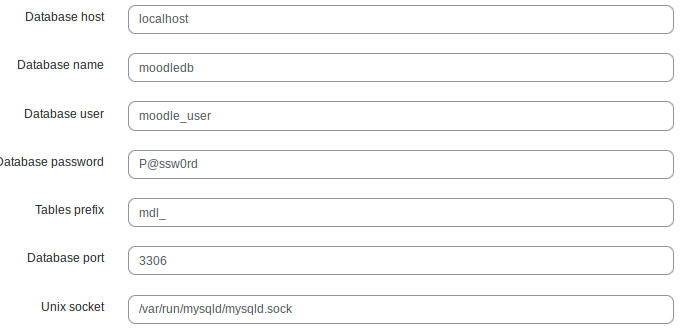 Database host localhost
Database name moodledb
Database user moodle_user
Database password P@ssw0rd
Tables prefix mdl_
Database port 3306
Unix socket /var/run/mysqld/mysqld.sock